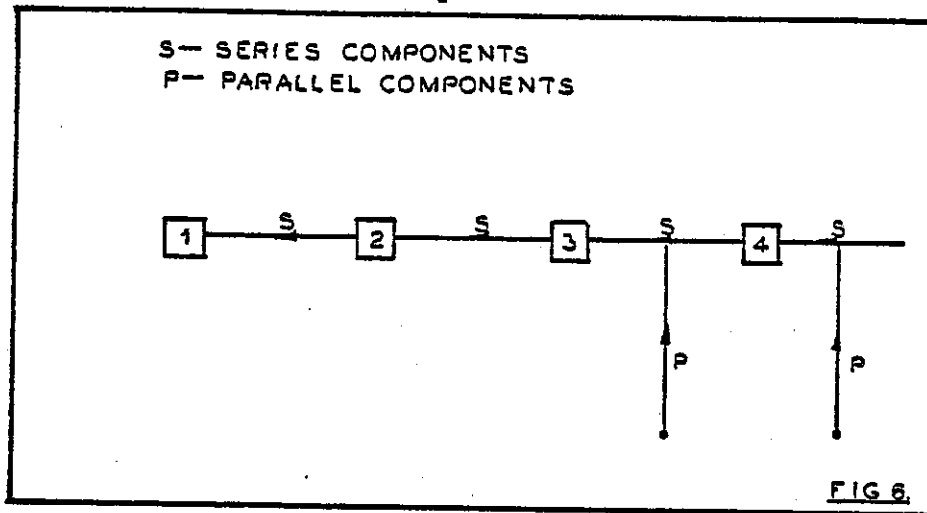 S— SERIES COMPONENTS
P— PARALLEL COMPONENTS
1 S 2 S 3 S 4 S
P P
FIG 6.